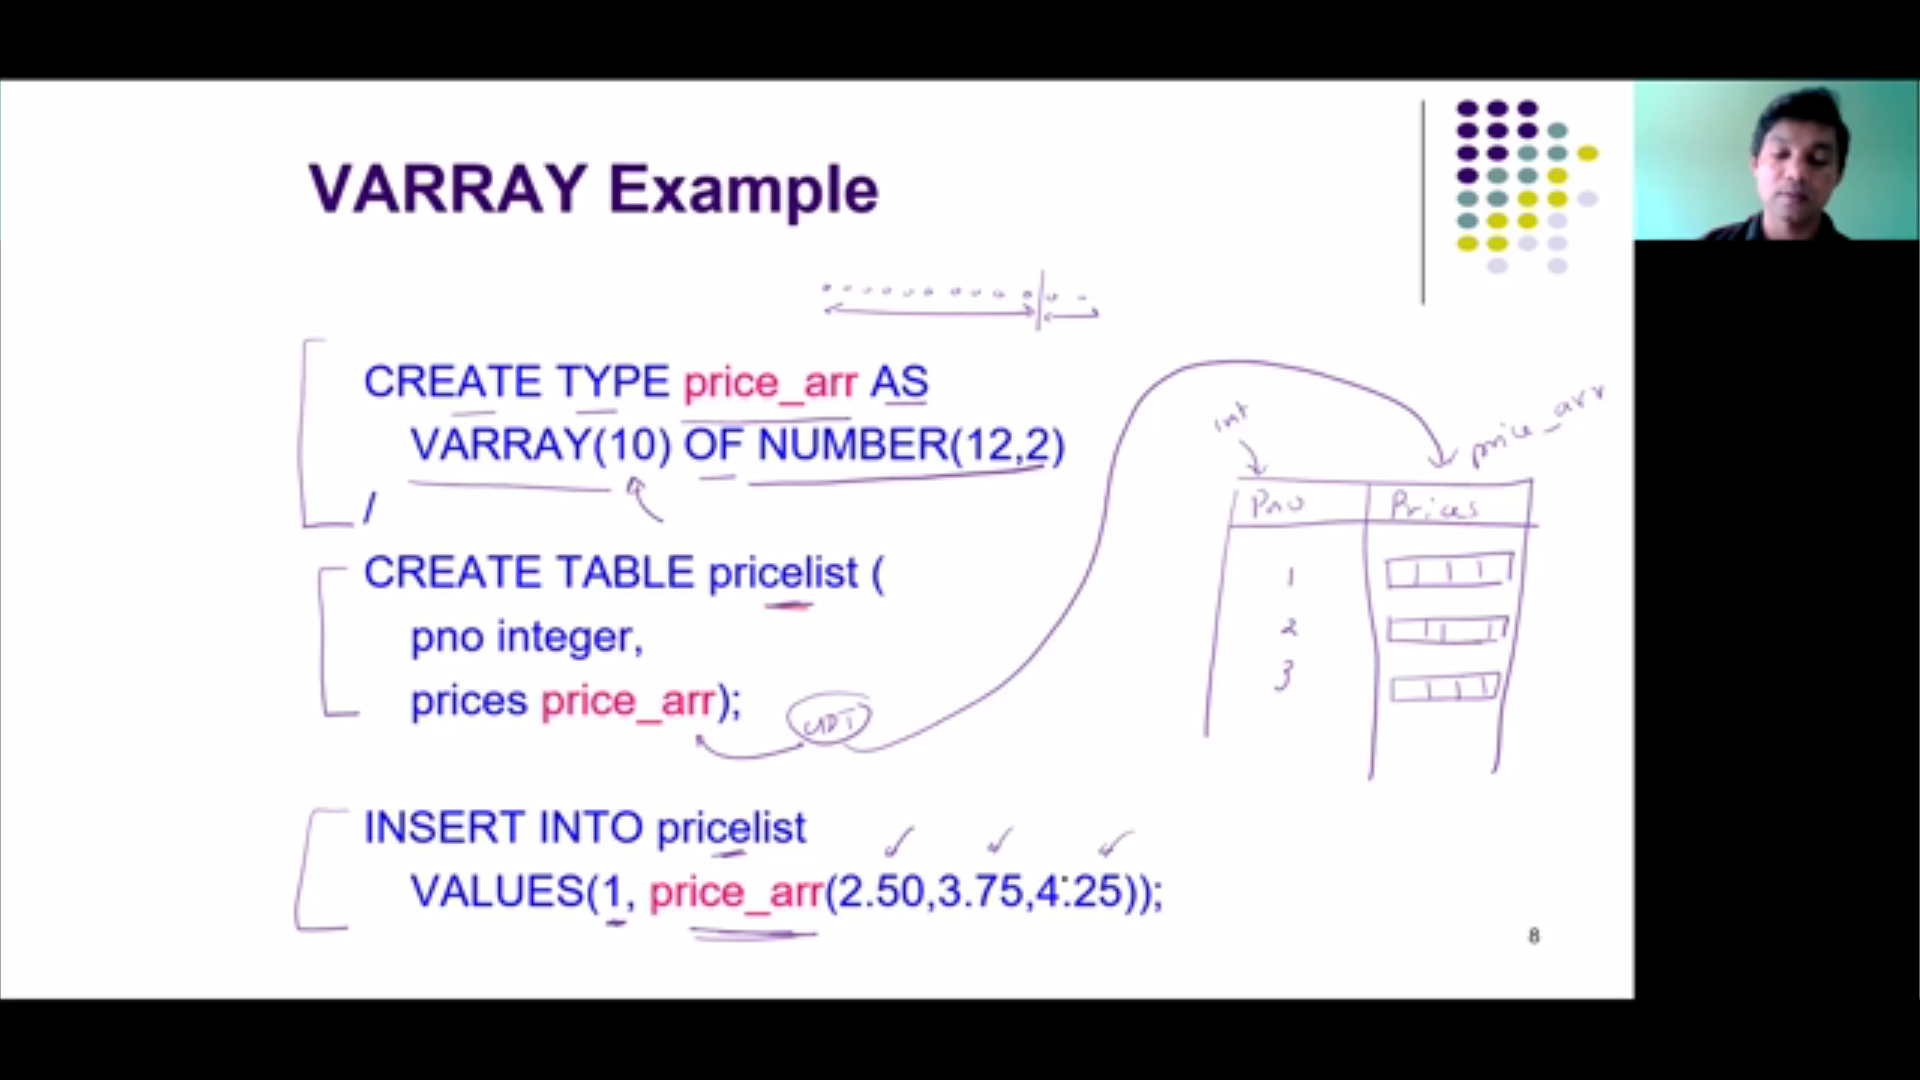 VARRAY Example
CREATE TYPE price_arr AS
VARRAY(10) OF NUMBER(12,2)
/
CREATE TABLE pricelist (
pno integer,
prices price_arr);
UDT
INSERT INTO pricelist
VALUES(1, price_arr(2.50,3.75,4.25));
int
price_arr
Pno Prices
1
2
3
8